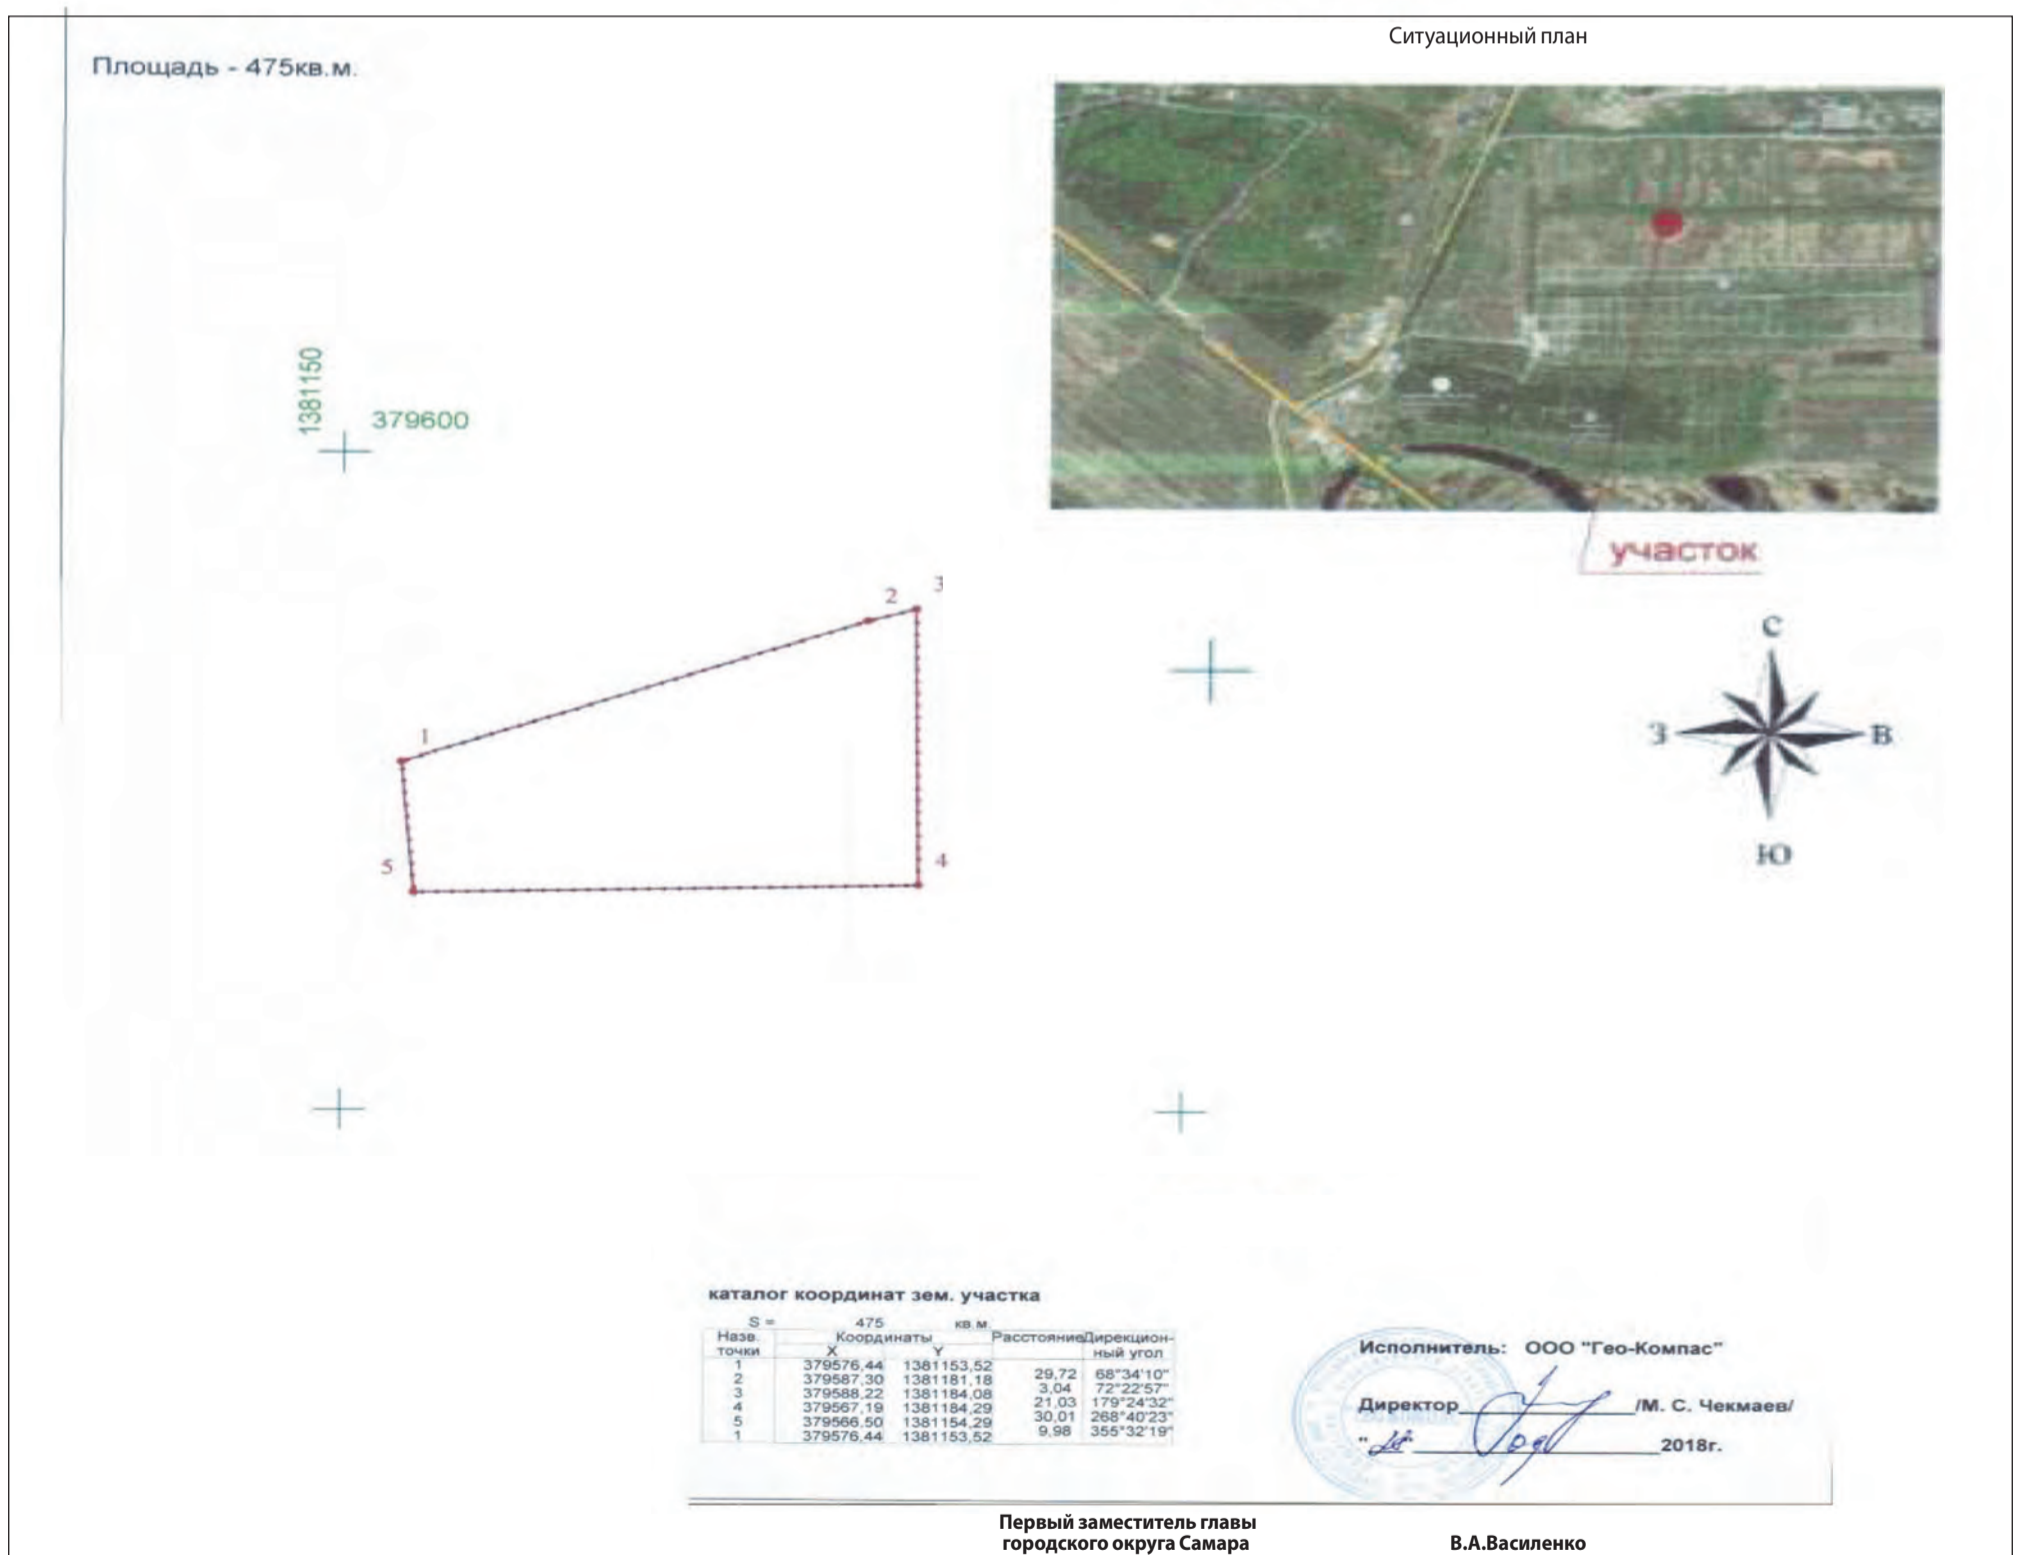 Ситуационный план
Площадь - 475кв.м.
1381150
379600
участок
С
З
В
Ю
1
2
3
4
5
каталог координат зем. участка
S = 475 кв.м.
Назв. точки Координаты X Y Расстояние Дирекцион-ный угол
1 379576,44 1381153,52
29,72 68°34'10"
2 379587,30 1381181,18
3,04 72°22'57"
3 379588,22 1381184,08
21,03 179°24'32"
4 379567,19 1381184,29
30,01 268°40'23"
5 379566,50 1381154,29
9,98 355°32'19"
1 379576,44 1381153,52
Исполнитель: ООО "Гео-Компас"
Директор /М. С. Чекмаев/
2018г.
Первый заместитель главы
городского округа Самара В.А.Василенко